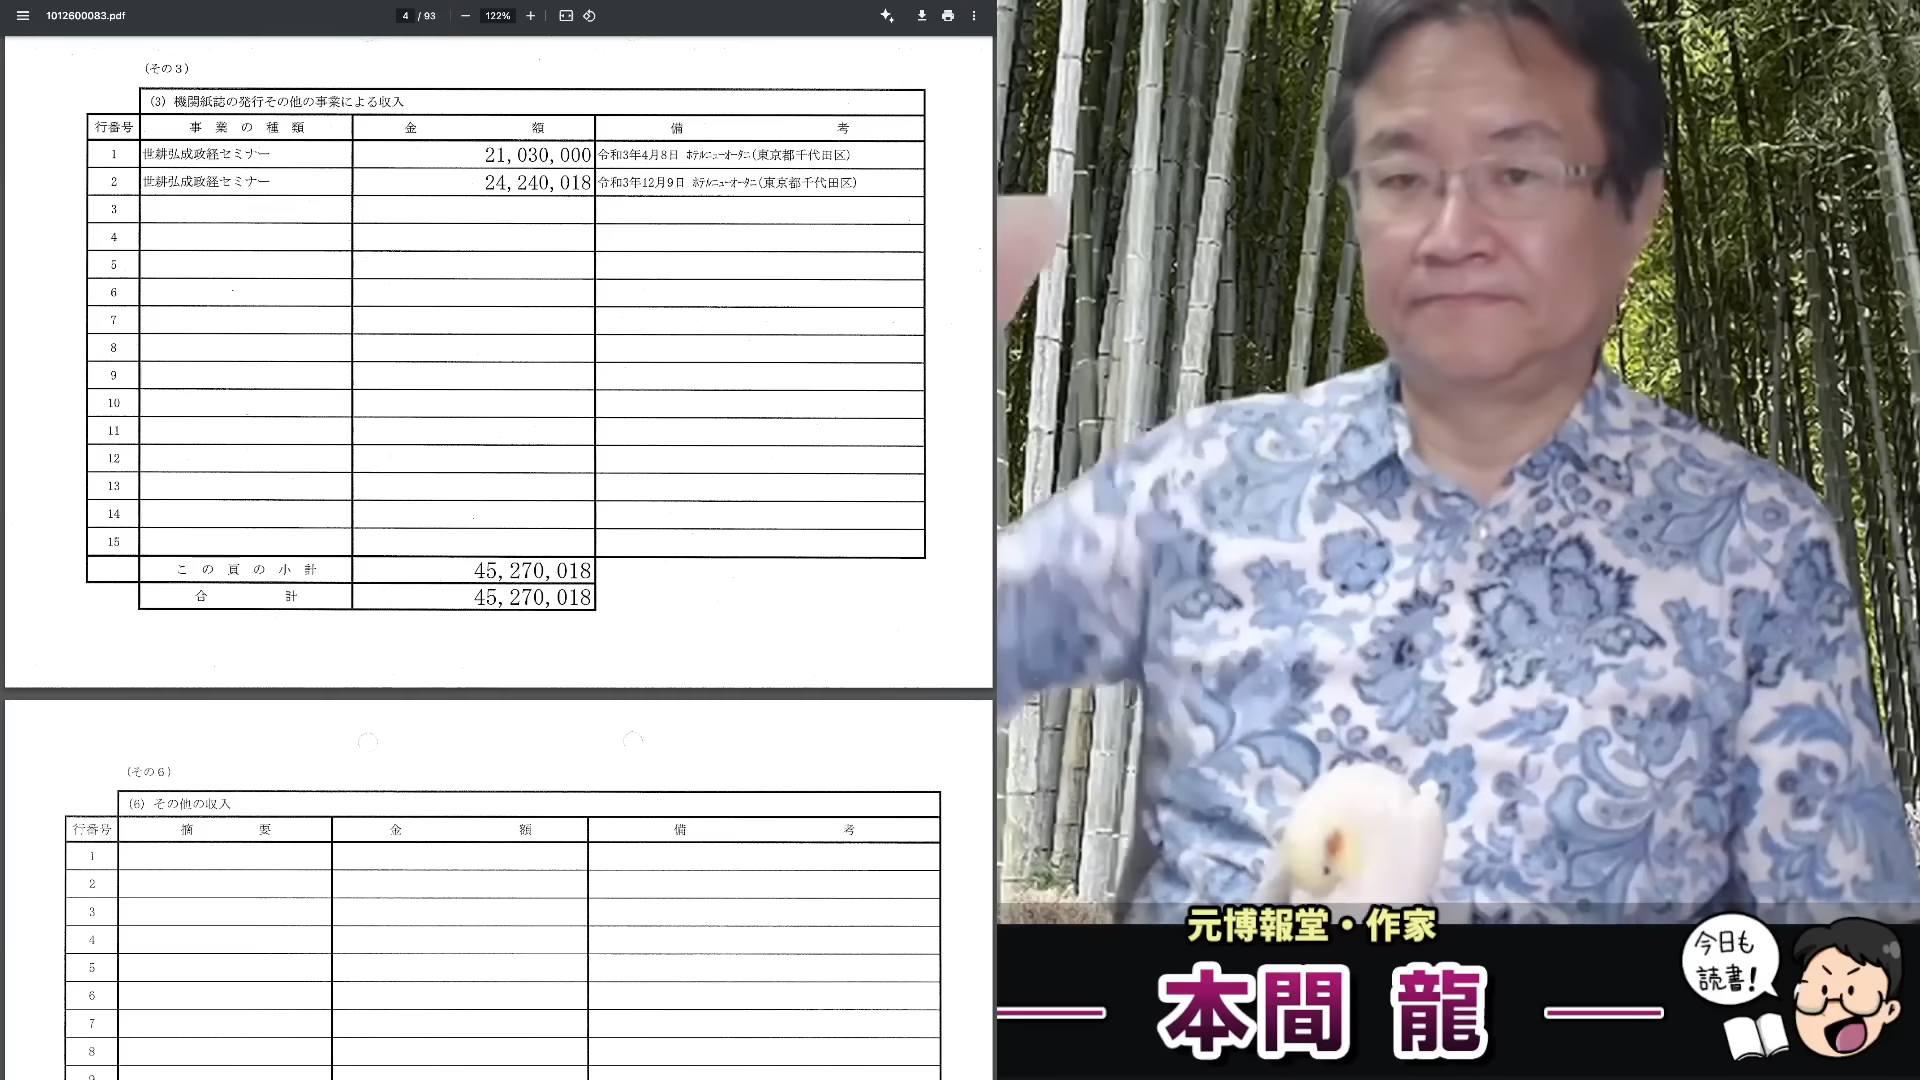 1012600083.pdf
4 / 93
122%
(その3)
(3) 機関紙誌の発行その他の事業による収入
行番号 事業の種類 金額 備考
1 世耕弘成政経セミナー 21,030,000 令和3年4月8日 ﾎﾃﾙﾆｭｰｵｰﾀﾆ(東京都千代田区)
2 世耕弘成政経セミナー 24,240,018 令和3年12月9日 ﾎﾃﾙﾆｭｰｵｰﾀﾆ(東京都千代田区)
3
4
5
6
7
8
9
10
11
12
13
14
15
この頁の小計 45,270,018
合計 45,270,018
(その6)
(6) その他の収入
行番号 摘要 金額 備考
1
2
3
4
5
6
7
8
9
元博報堂・作家
本間 龍
今日も
読書!